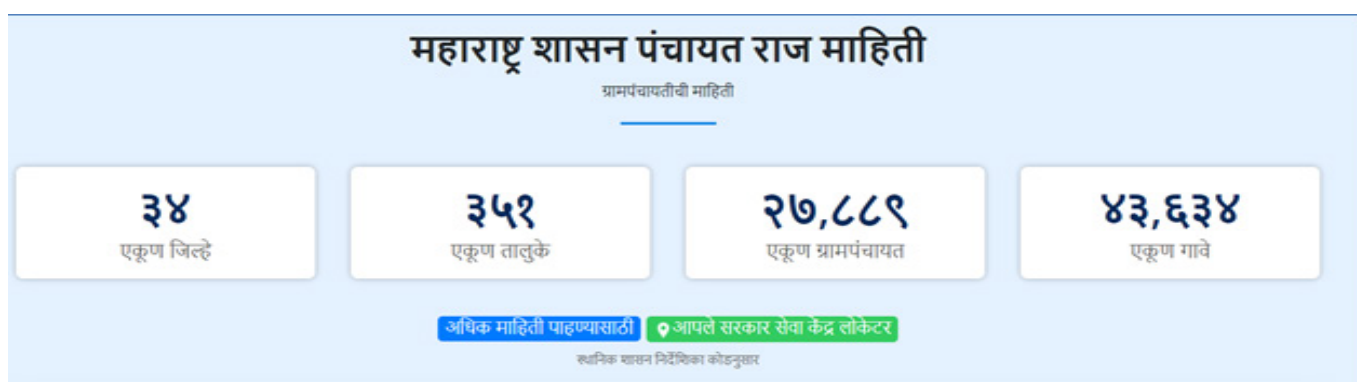 महाराष्ट्र शासन पंचायत राज माहिती
ग्रामपंचायतीची माहिती
३४ ३५१ २७,८८९ ४३,६३४
एकूण जिल्हे एकूण तालुके एकूण ग्रामपंचायत एकूण गावे
अधिक माहिती पाहण्यासाठी आपले सरकार सेवा केंद्र लोकेटर
स्थानिक शासन निर्देशिका कोडनुसार